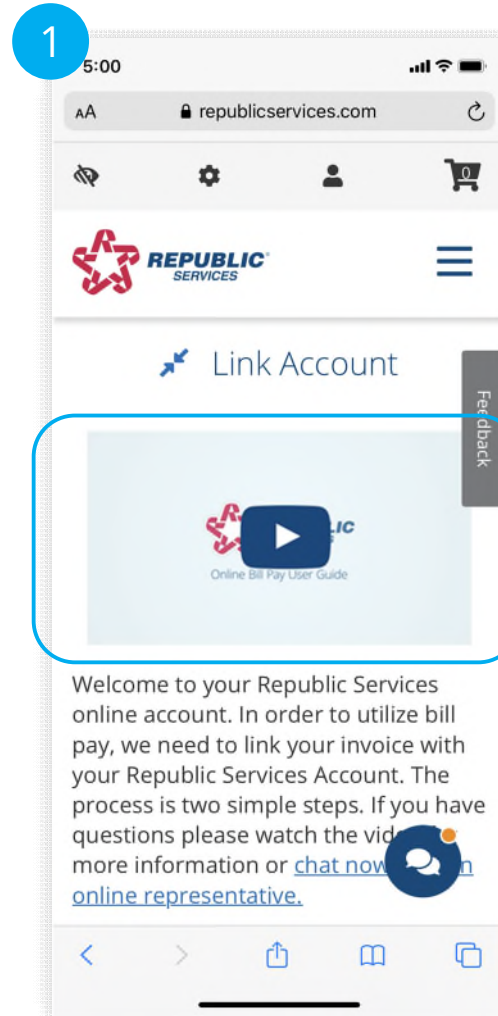 1
5:00
AA republicservices.com
0
REPUBLIC
SERVICES
Link Account
Feedback
IC
Online Bill Pay User Guide
Welcome to your Republic Services
online account. In order to utilize bill
pay, we need to link your invoice with
your Republic Services Account. The
process is two simple steps. If you have
questions please watch the
more information or chat now
online representative.